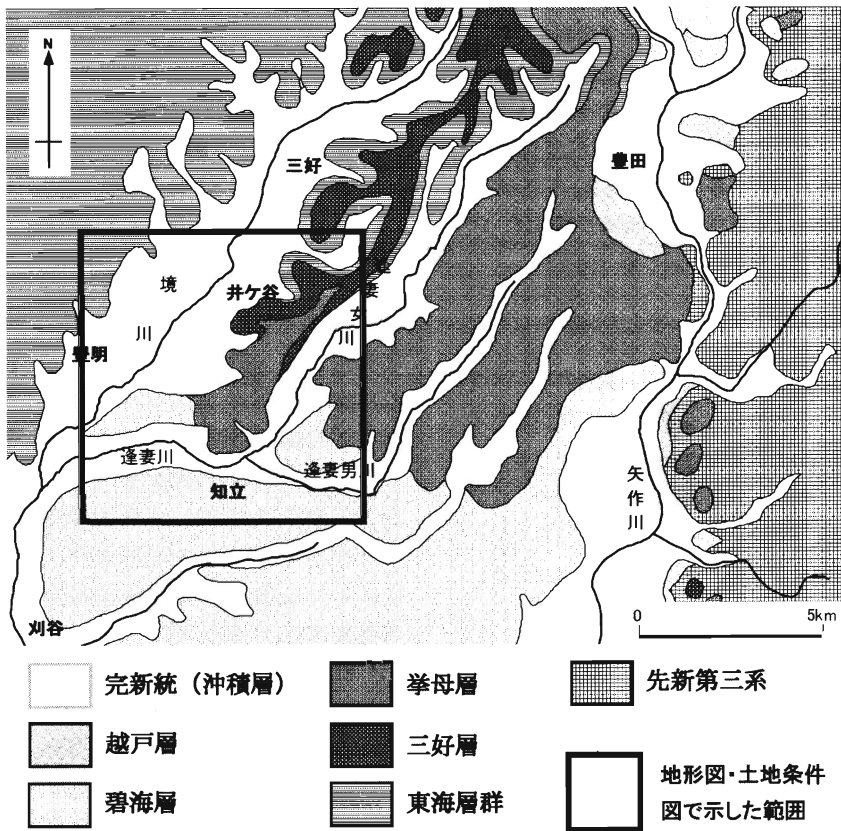 N
三好
豊田
境
川
井ケ谷
妻
女
川
豊明
逢妻川
逢妻男川
知立
矢作川
刈谷
0 5km
完新統（沖積層）
越戸層
碧海層
挙母層
三好層
東海層群
先新第三系
地形図・土地条件
図で示した範囲